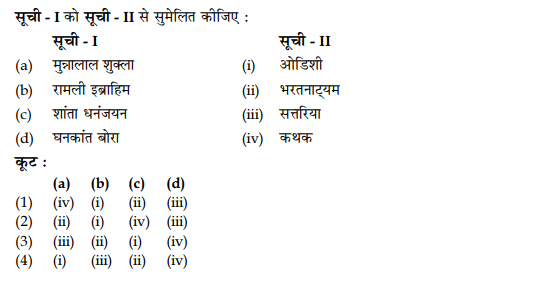 सूची - I को सूची - II से सुमेलित कीजिए :
सूची - I सूची - II
(a) मुन्नालाल शुक्ला (i) ओडिशी
(b) रामली इब्राहिम (ii) भरतनाट्यम
(c) शांता धनंजयन (iii) सत्तरिया
(d) घनकांत बोरा (iv) कथक
कूट :
(a) (b) (c) (d)
(1) (iv) (i) (ii) (iii)
(2) (ii) (i) (iv) (iii)
(3) (iii) (ii) (i) (iv)
(4) (i) (iii) (ii) (iv)